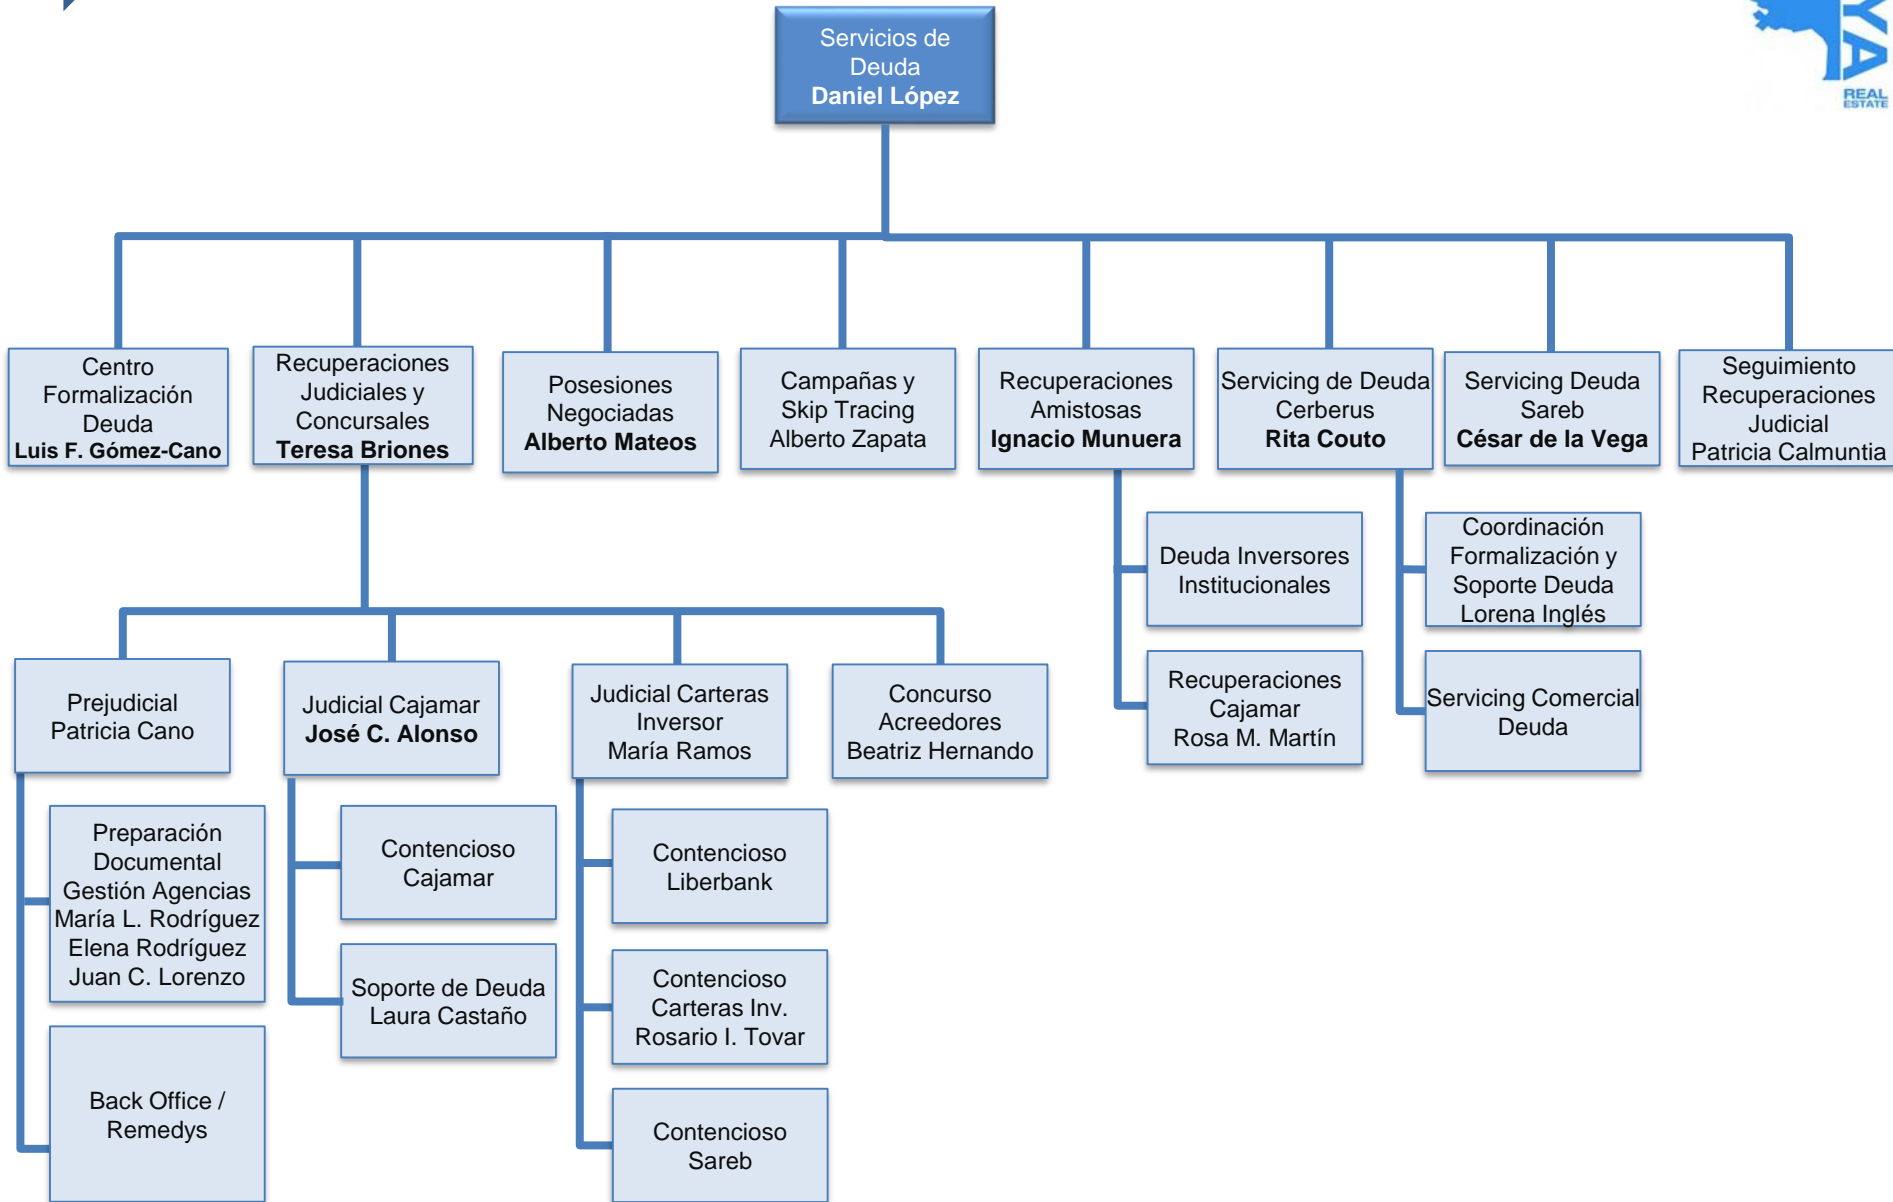 YA
REAL
ESTATE
Servicios de
Deuda
Daniel López
Centro
Formalización
Deuda
Luis F. Gómez-Cano
Recuperaciones
Judiciales y
Concursales
Teresa Briones
Posesiones
Negociadas
Alberto Mateos
Campañas y
Skip Tracing
Alberto Zapata
Recuperaciones
Amistosas
Ignacio Munuera
Servicing de Deuda
Cerberus
Rita Couto
Servicing Deuda
Sareb
César de la Vega
Seguimiento
Recuperaciones
Judicial
Patricia Calmuntia
Deuda Inversores
Institucionales
Recuperaciones
Cajamar
Rosa M. Martín
Coordinación
Formalización y
Soporte Deuda
Lorena Inglés
Servicing Comercial
Deuda
Prejudicial
Patricia Cano
Judicial Cajamar
José C. Alonso
Judicial Carteras
Inversor
María Ramos
Concurso
Acreedores
Beatriz Hernando
Preparación
Documental
Gestión Agencias
María L. Rodríguez
Elena Rodríguez
Juan C. Lorenzo
Back Office /
Remedys
Contencioso
Cajamar
Soporte de Deuda
Laura Castaño
Contencioso
Liberbank
Contencioso
Carteras Inv.
Rosario I. Tovar
Contencioso
Sareb